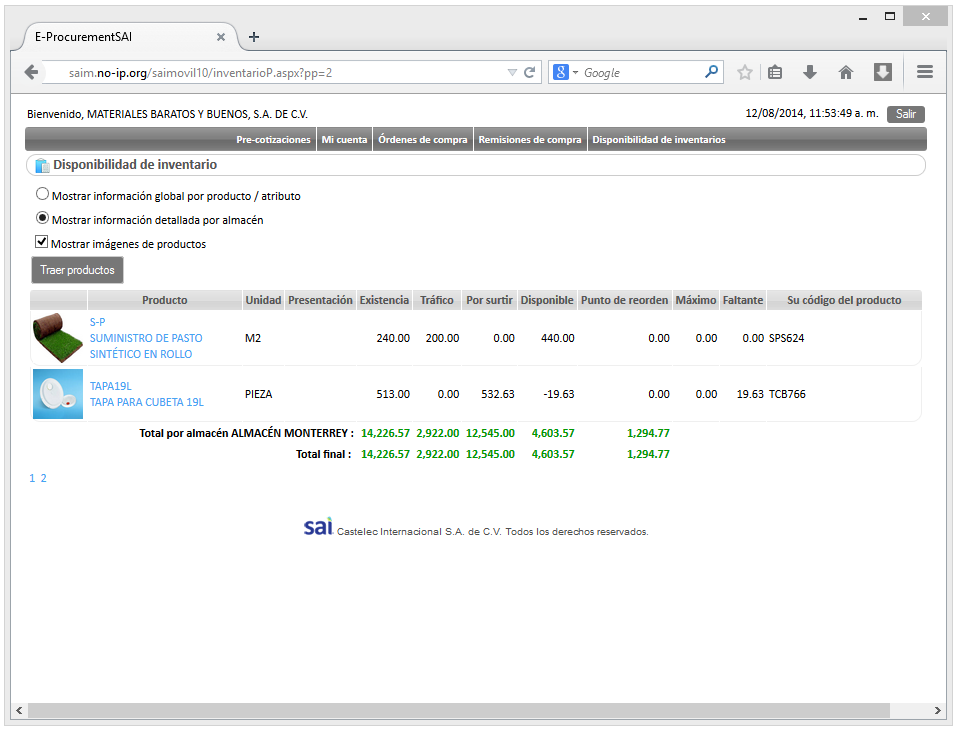 E-ProcurementSAI
saim.no-ip.org/saimovil10/inventarioP.aspx?pp=2
Google
Bienvenido, MATERIALES BARATOS Y BUENOS, S.A. DE C.V.
12/08/2014, 11:53:49 a. m.
Salir
Pre-cotizaciones Mi cuenta Órdenes de compra Remisiones de compra Disponibilidad de inventarios
Disponibilidad de inventario
Mostrar información global por producto / atributo
Mostrar información detallada por almacén
Mostrar imágenes de productos
Traer productos
Producto Unidad Presentación Existencia Tráfico Por surtir Disponible Punto de reorden Máximo Faltante Su código del producto
S-P
SUMINISTRO DE PASTO
SINTÉTICO EN ROLLO
M2 240.00 200.00 0.00 440.00 0.00 0.00 0.00 SPS624
TAPA19L
TAPA PARA CUBETA 19L
PIEZA 513.00 0.00 532.63 -19.63 0.00 0.00 19.63 TCB766
Total por almacén ALMACÉN MONTERREY : 14,226.57 2,922.00 12,545.00 4,603.57 1,294.77
Total final : 14,226.57 2,922.00 12,545.00 4,603.57 1,294.77
1 2
sai Castelec Internacional S.A. de C.V. Todos los derechos reservados.